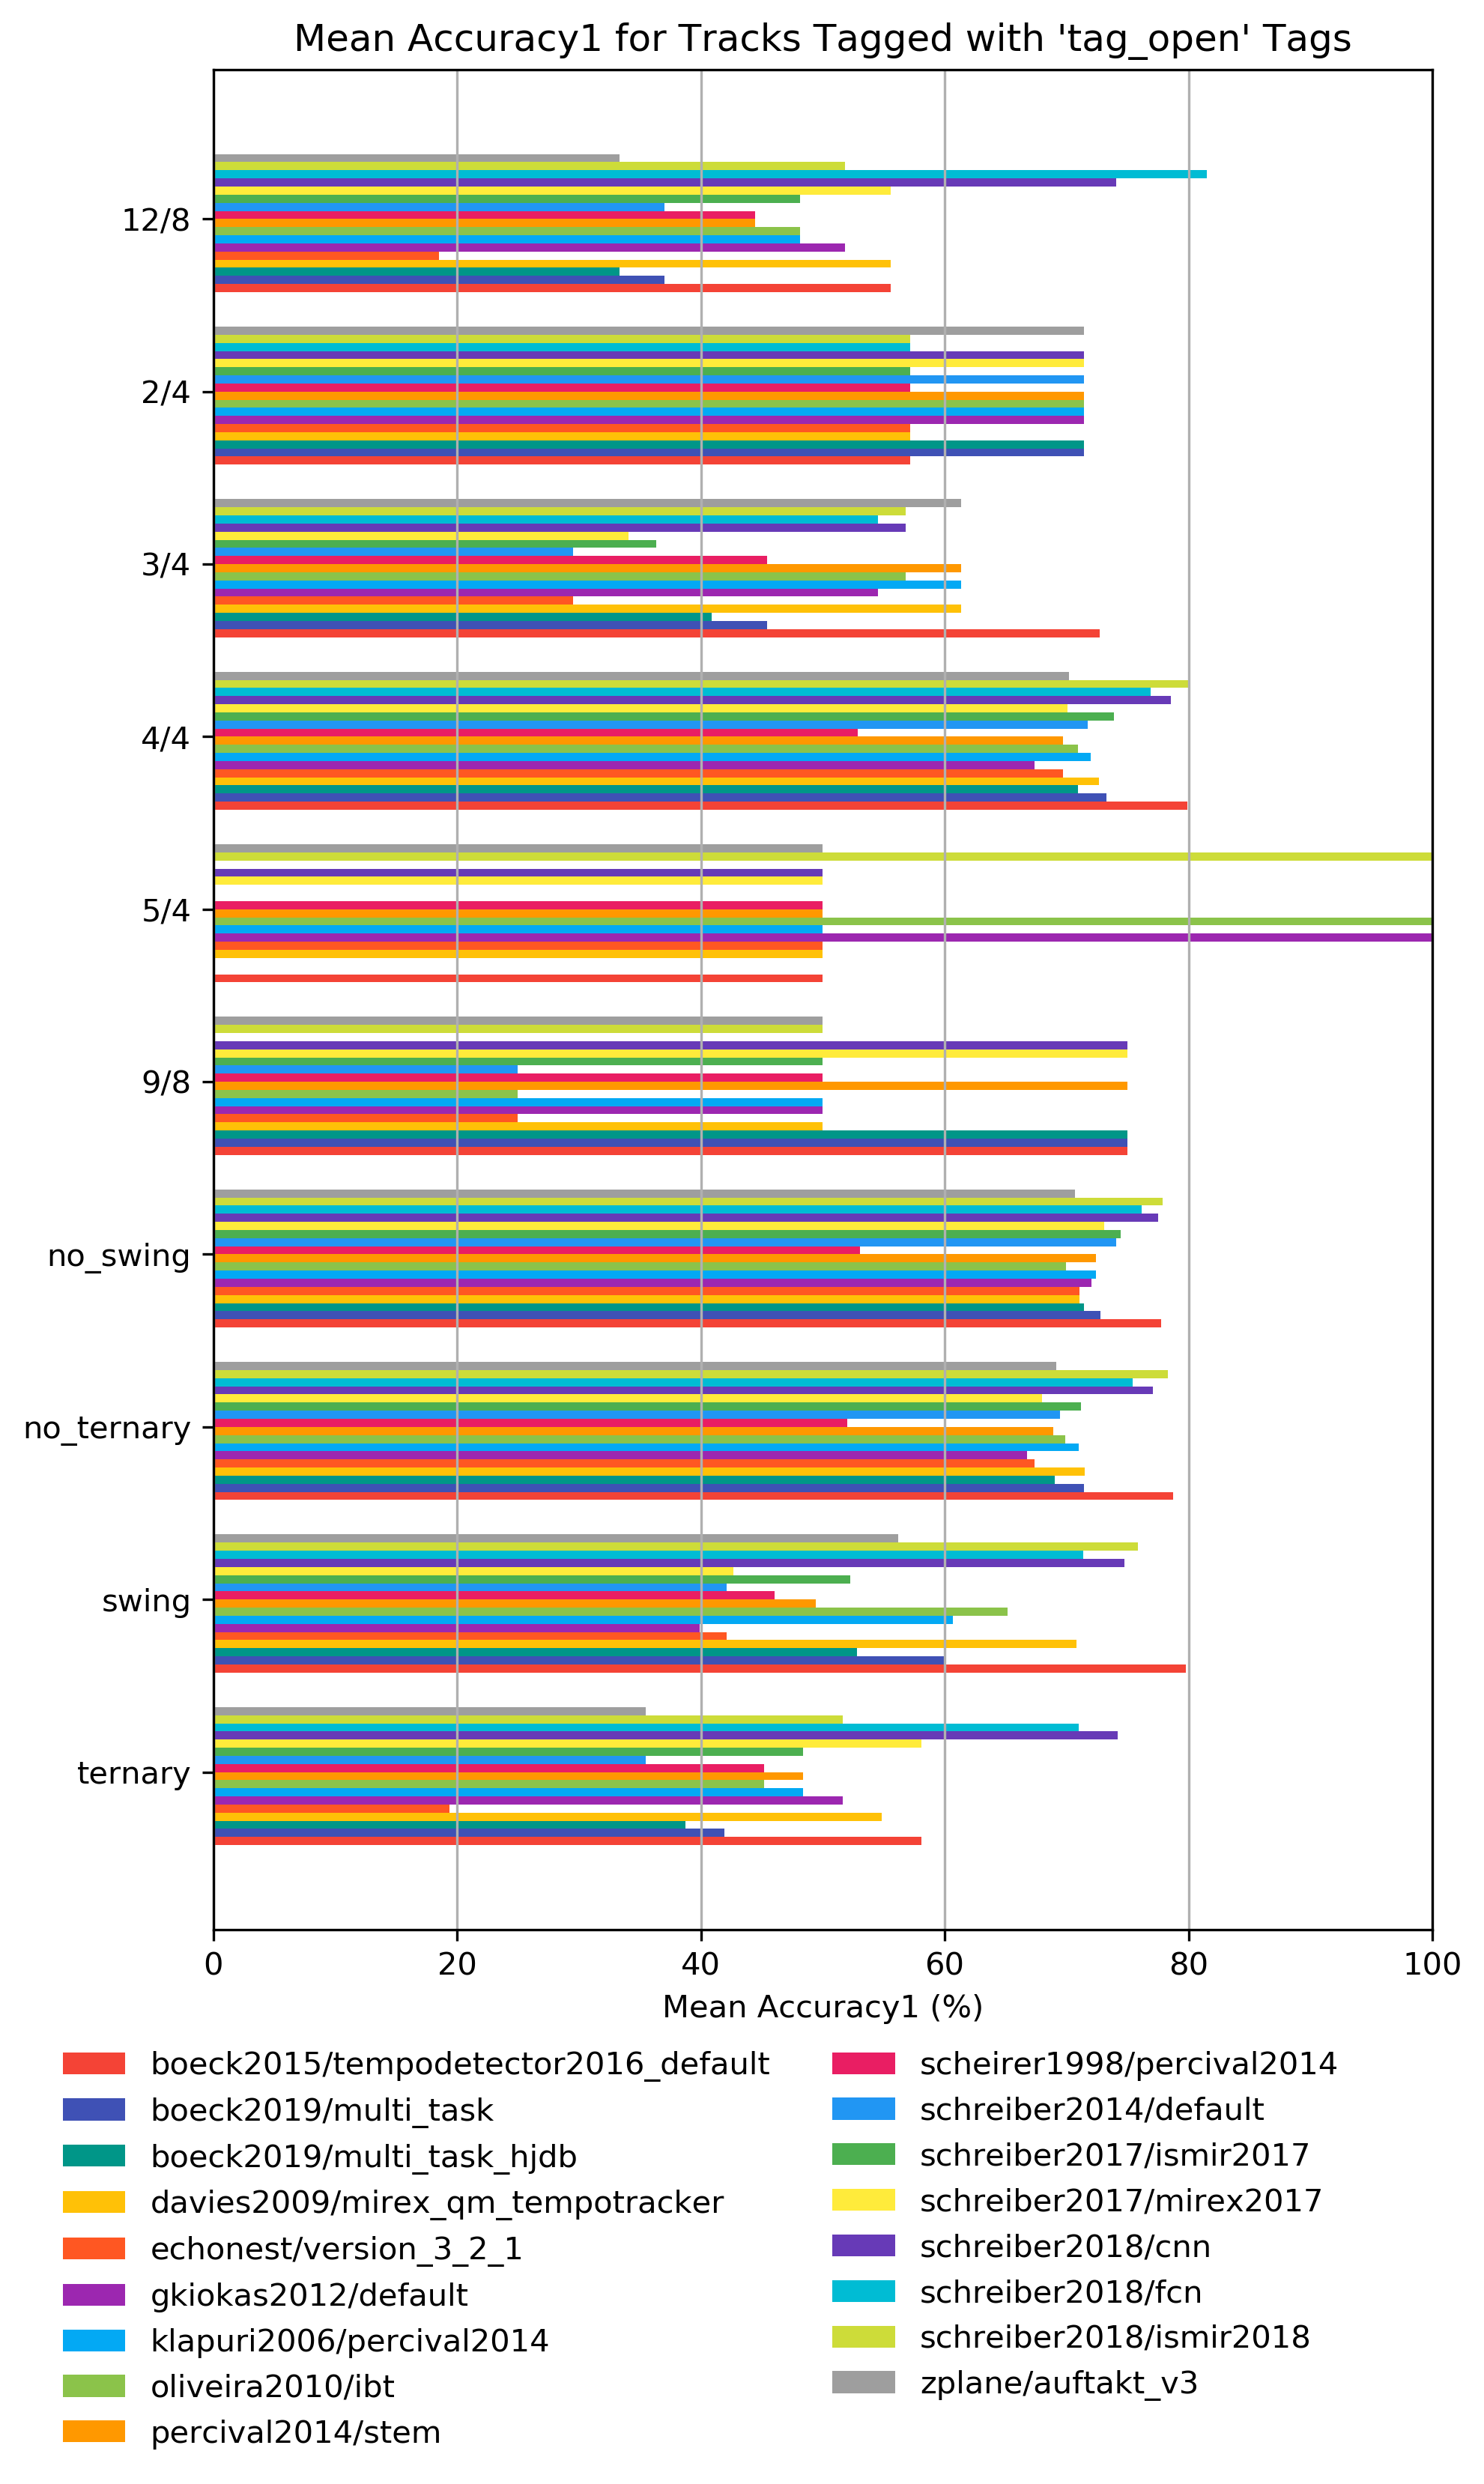 Mean Accuracy1 for Tracks Tagged with 'tag_open' Tags
12/8
2/4
3/4
4/4
5/4
9/8
no_swing
no_ternary
swing
ternary
0 20 40 60 80 100
Mean Accuracy1 (%)
boeck2015/tempodetector2016_default
boeck2019/multi_task
boeck2019/multi_task_hjdb
davies2009/mirex_qm_tempotracker
echonest/version_3_2_1
gkiokas2012/default
klapuri2006/percival2014
oliveira2010/ibt
percival2014/stem
scheirer1998/percival2014
schreiber2014/default
schreiber2017/ismir2017
schreiber2017/mirex2017
schreiber2018/cnn
schreiber2018/fcn
schreiber2018/ismir2018
zplane/auftakt_v3